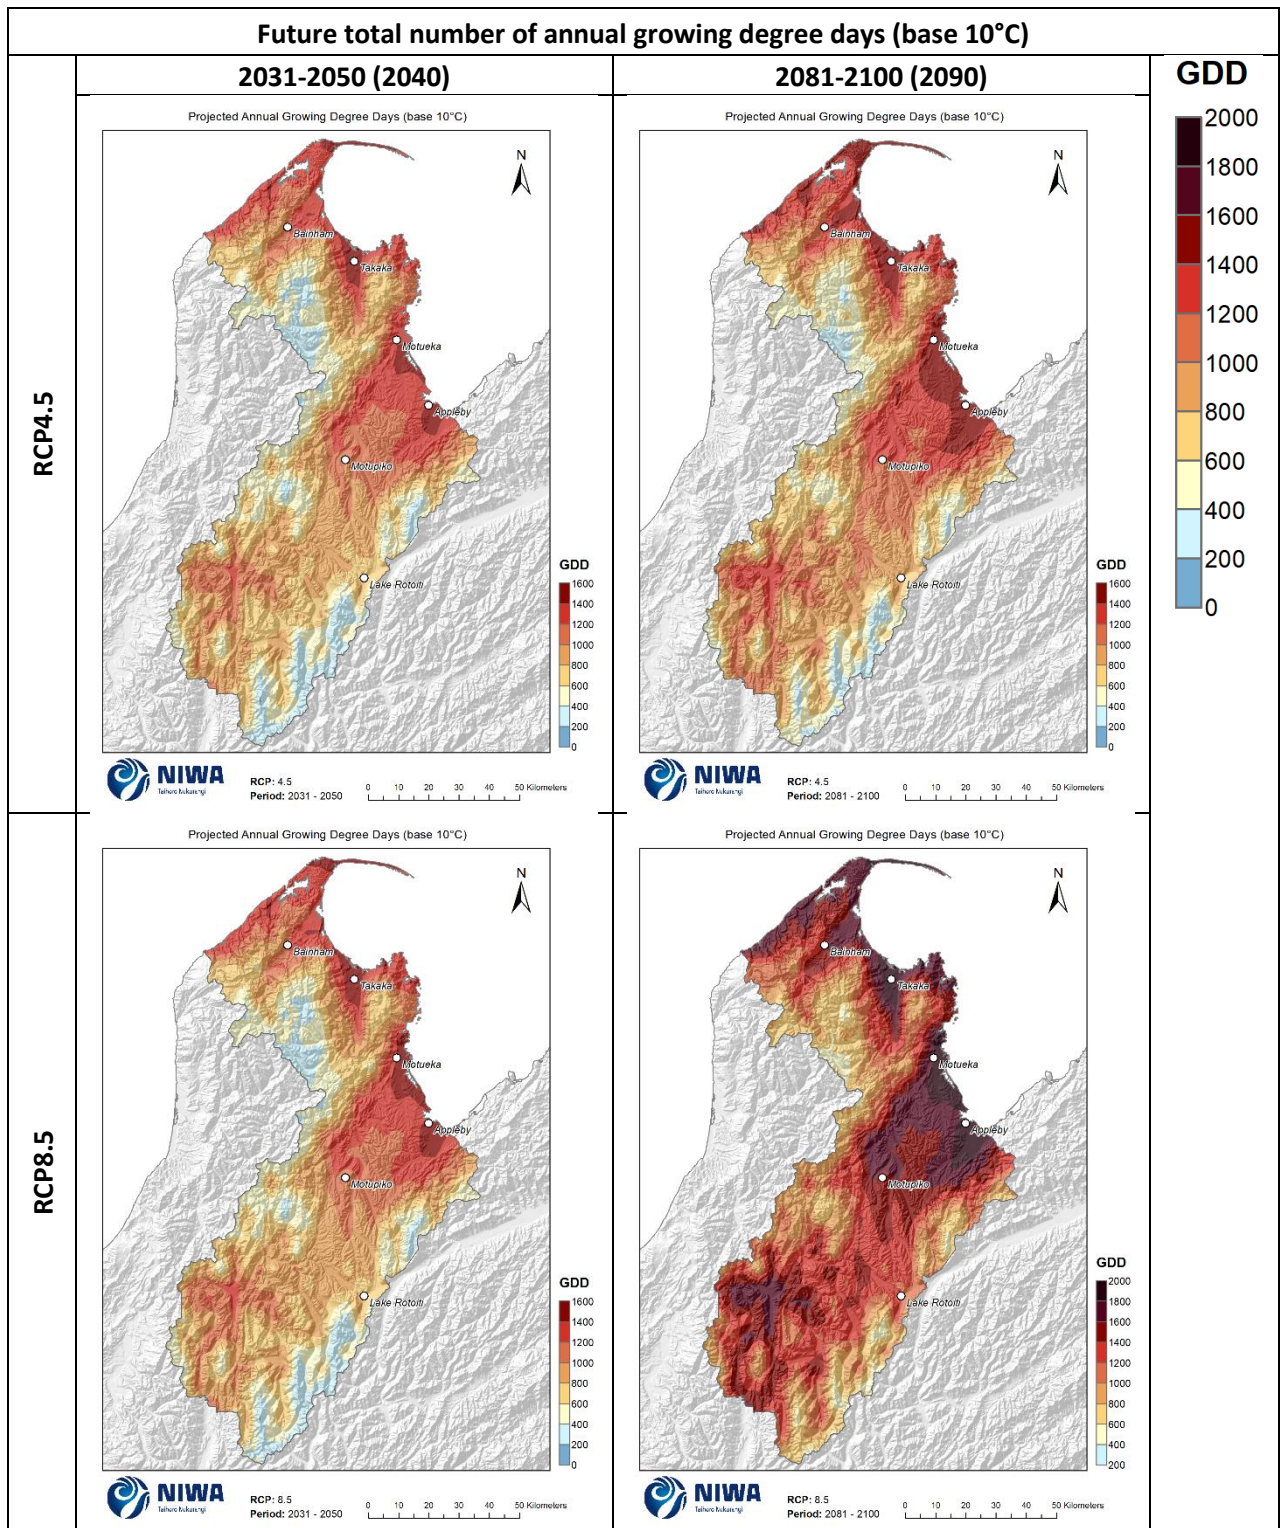 Future total number of annual growing degree days (base 10°C)
2031-2050 (2040)
2081-2100 (2090)
GDD
2000
1800
1600
1400
1200
1000
800
600
400
200
0
RCP4.5
Projected Annual Growing Degree Days (base 10°C)
N
Bainham
Takaka
Motueka
Appleby
Motupiko
Lake Rotoiti
GDD
1600
1400
1200
1000
800
600
400
200
0
NIWA
Taihoro Nukurangi
RCP: 4.5
Period: 2031 - 2050
0 10 20 30 40 50 Kilometers
Projected Annual Growing Degree Days (base 10°C)
N
Bainham
Takaka
Motueka
Appleby
Motupiko
Lake Rotoiti
GDD
1600
1400
1200
1000
800
600
400
200
0
NIWA
Taihoro Nukurangi
RCP: 4.5
Period: 2081 - 2100
0 10 20 30 40 50 Kilometers
RCP8.5
Projected Annual Growing Degree Days (base 10°C)
N
Bainham
Takaka
Motueka
Appleby
Motupiko
Lake Rotoiti
GDD
1600
1400
1200
1000
800
600
400
200
0
NIWA
Taihoro Nukurangi
RCP: 8.5
Period: 2031 - 2050
0 10 20 30 40 50 Kilometers
Projected Annual Growing Degree Days (base 10°C)
N
Bainham
Takaka
Motueka
Appleby
Motupiko
Lake Rotoiti
GDD
2000
1800
1600
1400
1200
1000
800
600
400
200
NIWA
Taihoro Nukurangi
RCP: 8.5
Period: 2081 - 2100
0 10 20 30 40 50 Kilometers